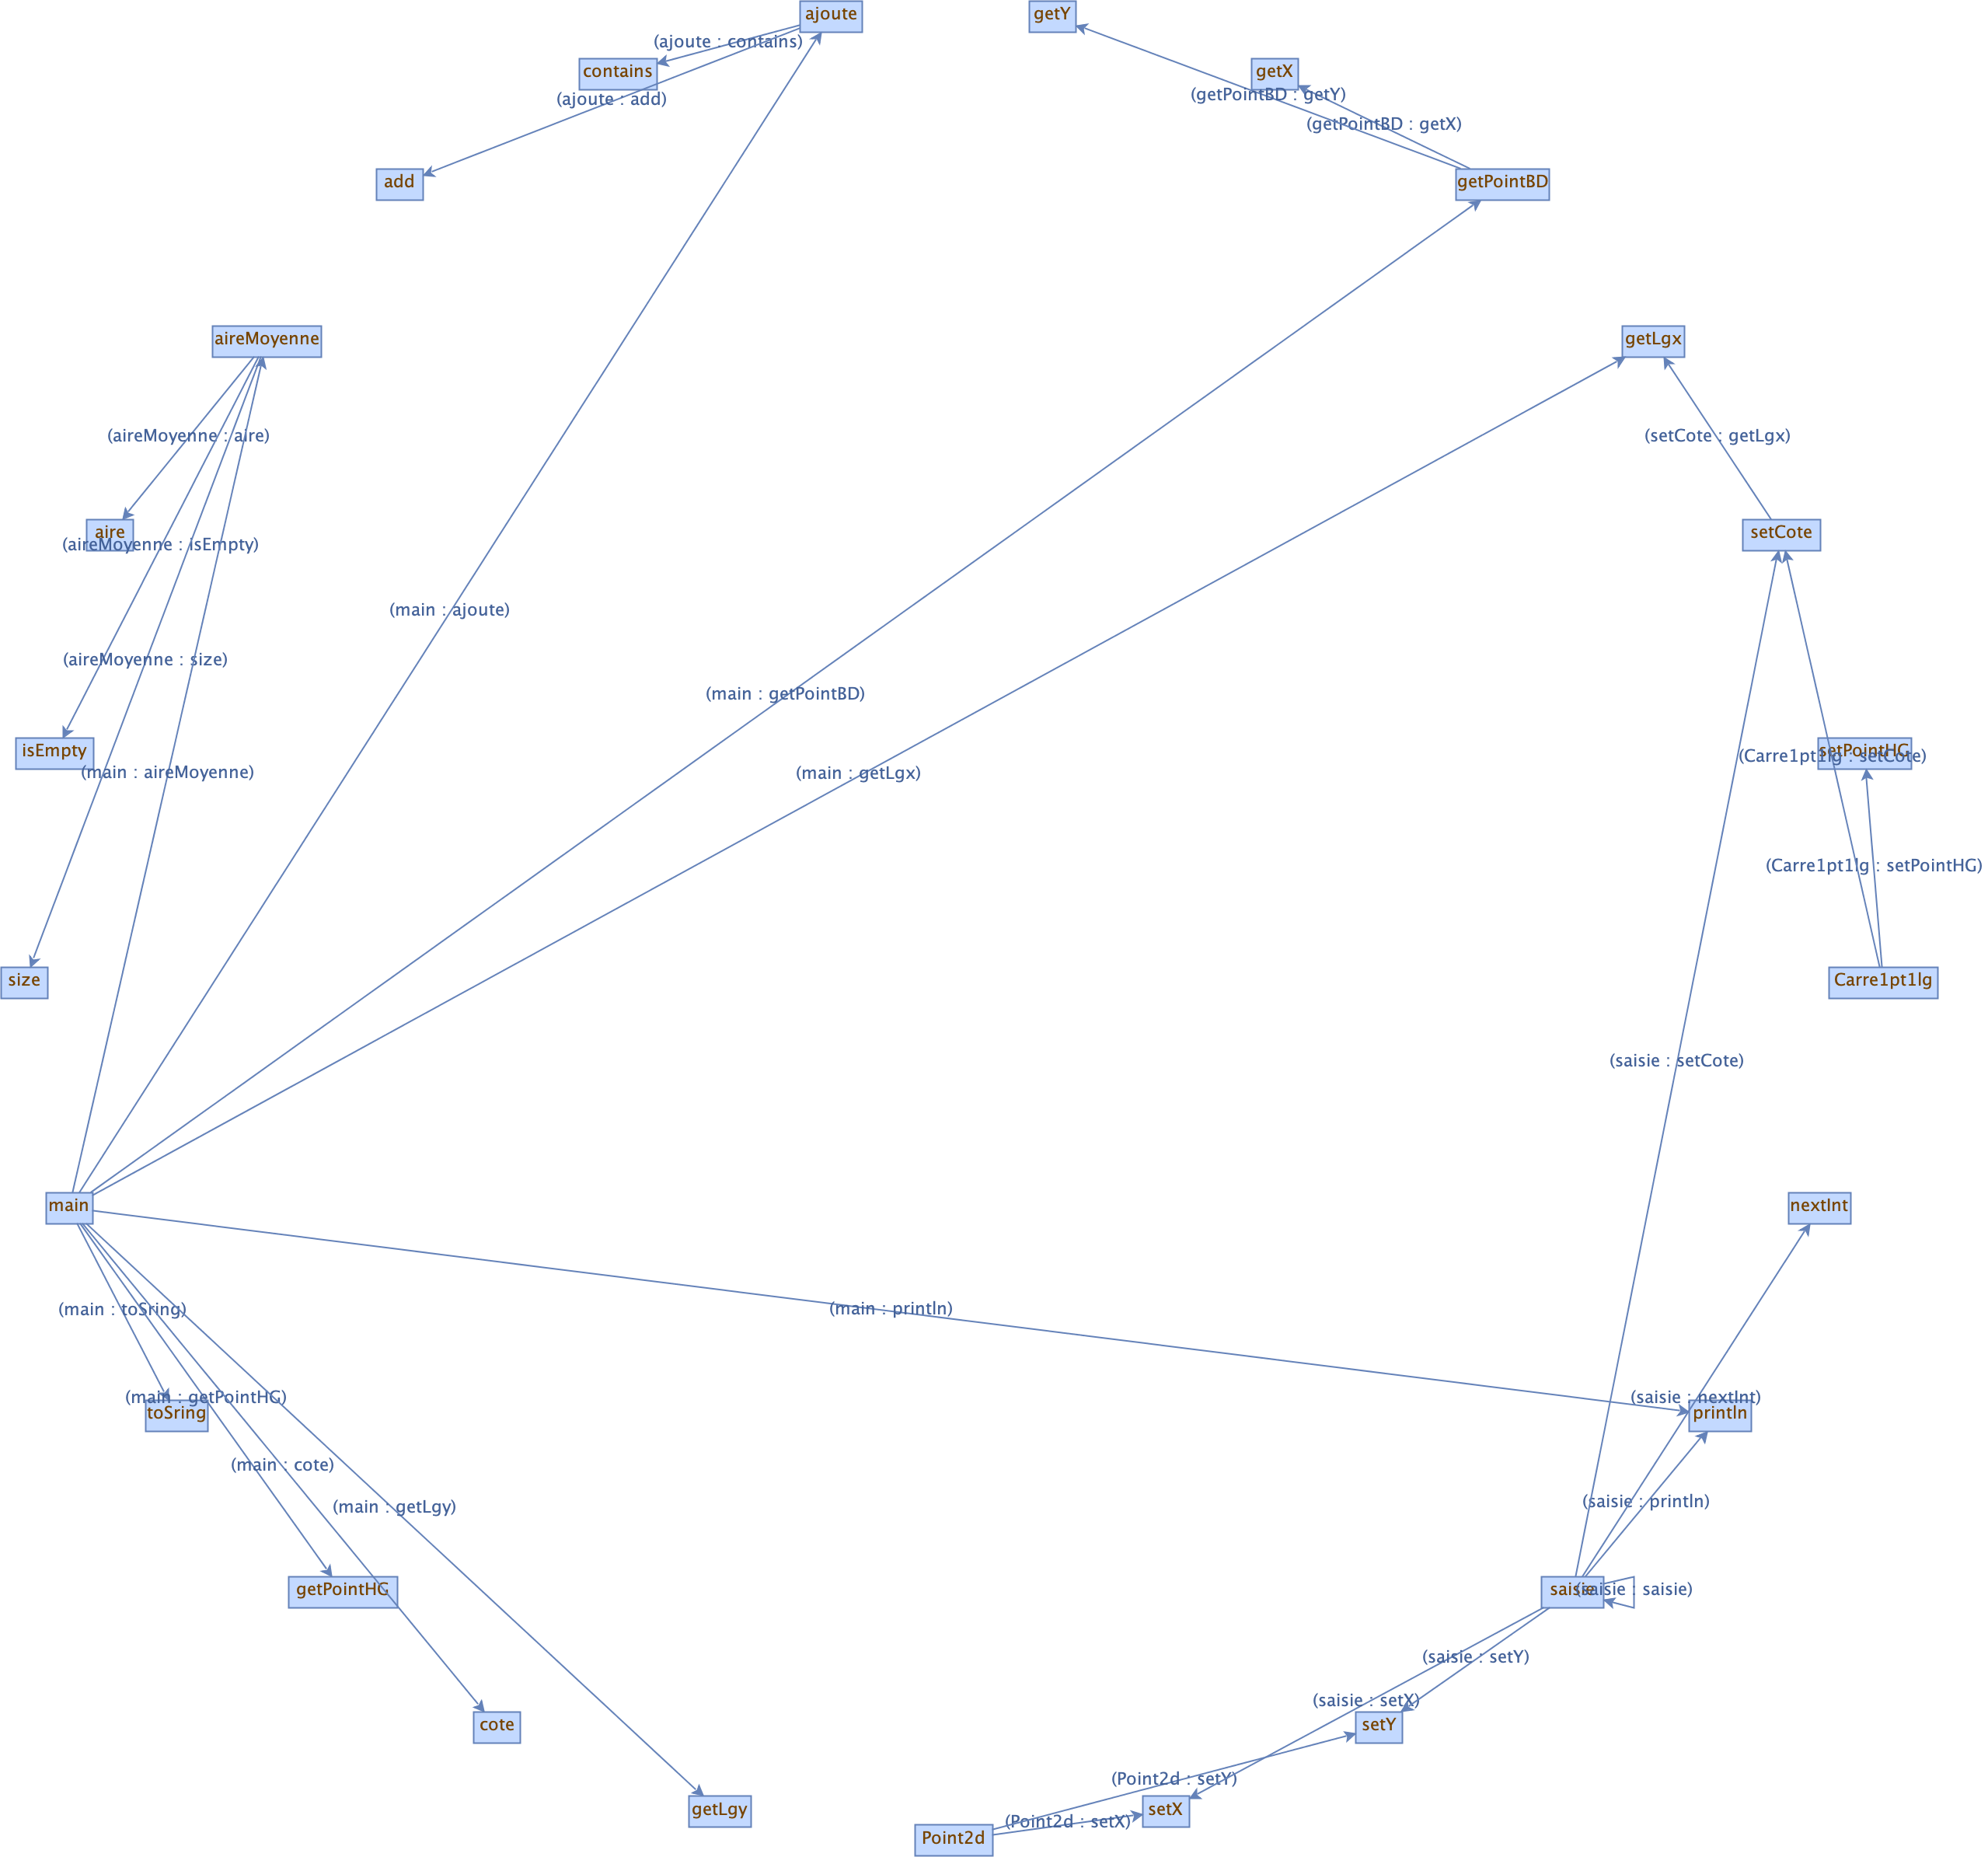 ajoute
getY
(ajoute : contains)
contains
getX
(ajoute : add)
(getPointBD : getY)
(getPointBD : getX)
add
getPointBD
aireMoyenne
getLgx
(aireMoyenne : aire)
(setCote : getLgx)
aire
setCote
(aireMoyenne : isEmpty)
(main : ajoute)
(aireMoyenne : size)
(main : getPointBD)
isEmpty
setPointHG
(Carre1pt1lg : setCote)
(main : aireMoyenne)
(main : getLgx)
(Carre1pt1lg : setPointHG)
size
Carre1pt1lg
(saisie : setCote)
main
nextInt
(main : toSring)
(main : println)
(main : getPointHG)
(saisie : nextInt)
toSring
println
(main : cote)
(main : getLgy)
(saisie : println)
getPointHG
saisie
(saisie : saisie)
(saisie : setY)
(saisie : setX)
cote
setY
(Point2d : setY)
getLgy
setX
(Point2d : setX)
Point2d